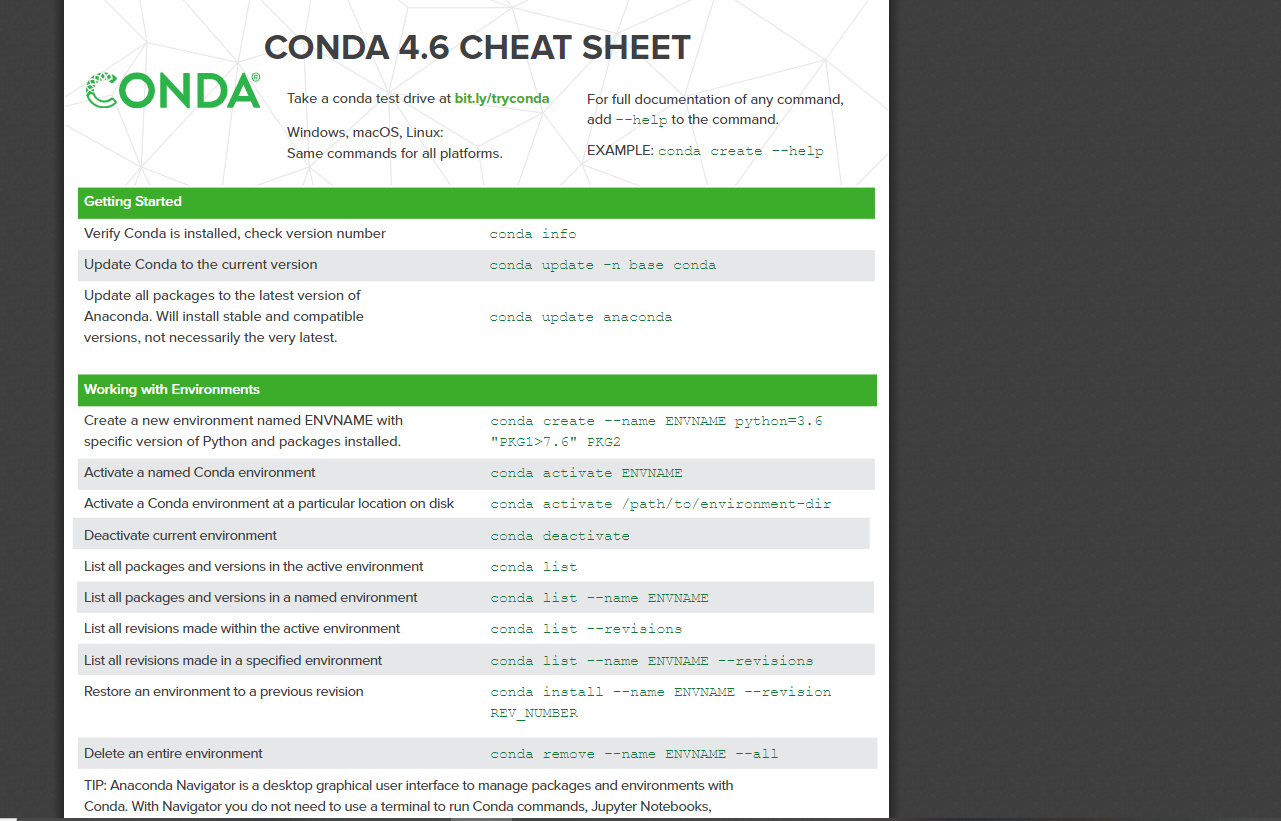 CONDA 4.6 CHEAT SHEET
CONDA®
Take a conda test drive at bit.ly/tryconda
Windows, macOS, Linux:
Same commands for all platforms.
For full documentation of any command,
add --help to the command.
EXAMPLE: conda create --help
Getting Started
Verify Conda is installed, check version number
conda info
Update Conda to the current version
conda update -n base conda
Update all packages to the latest version of
Anaconda. Will install stable and compatible
versions, not necessarily the very latest.
conda update anaconda
Working with Environments
Create a new environment named ENVNAME with
specific version of Python and packages installed.
conda create --name ENVNAME python=3.6
"PKG1>7.6" PKG2
Activate a named Conda environment
conda activate ENVNAME
Activate a Conda environment at a particular location on disk
conda activate /path/to/environment-dir
Deactivate current environment
conda deactivate
List all packages and versions in the active environment
conda list
List all packages and versions in a named environment
conda list --name ENVNAME
List all revisions made within the active environment
conda list --revisions
List all revisions made in a specified environment
conda list --name ENVNAME --revisions
Restore an environment to a previous revision
conda install --name ENVNAME --revision
REV_NUMBER
Delete an entire environment
conda remove --name ENVNAME --all
TIP: Anaconda Navigator is a desktop graphical user interface to manage packages and environments with
Conda. With Navigator you do not need to use a terminal to run Conda commands, Jupyter Notebooks,